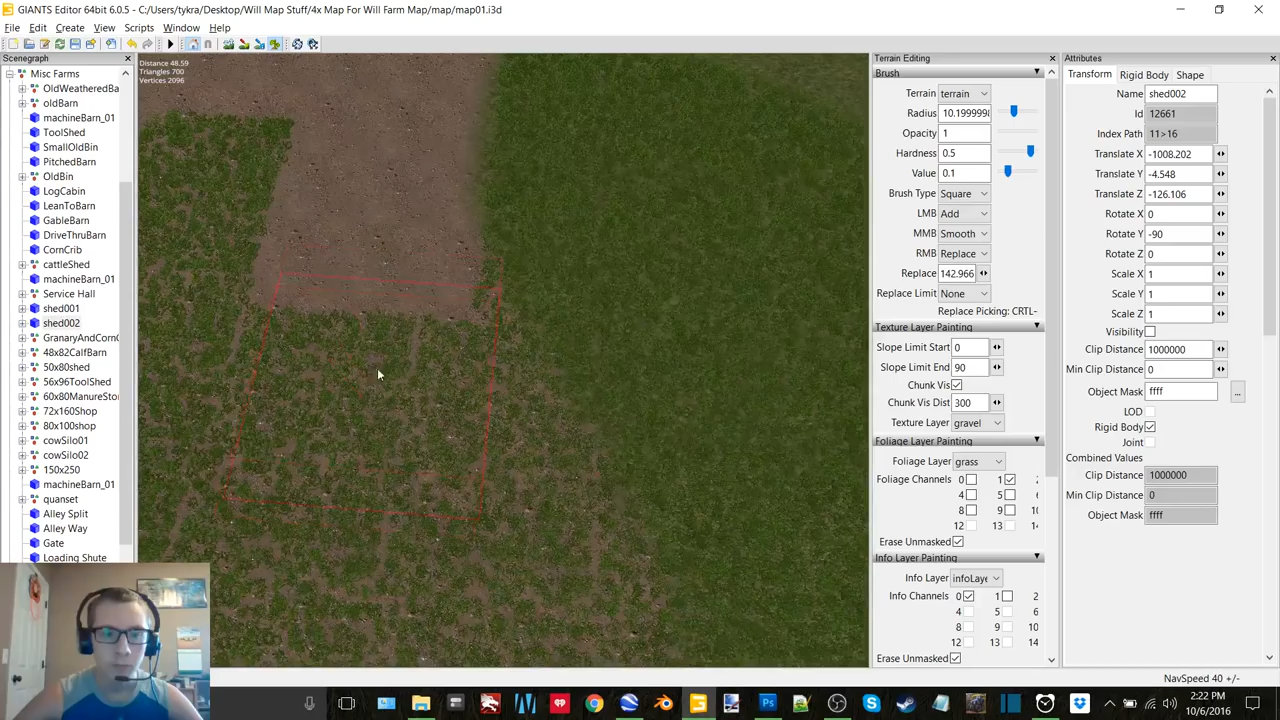 GIANTS Editor 64bit 6.0.5 - C:/Users/tykra/Desktop/Will Map Stuff/4x Map For Will Farm Map/map/map01.i3d
File Edit Create View Scripts Window Help
Scenegraph
Misc Farms
OldWeatheredBa
oldBarn
machineBarn_01
ToolShed
SmallOldBin
PitchedBarn
OldBin
LogCabin
LeanToBarn
GableBarn
DriveThruBarn
CornCrib
cattleShed
machineBarn_01
Service Hall
shed001
shed002
GranaryAndCorn
48x82CalfBarn
50x80shed
56x96ToolShed
60x80ManureSto
72x160Shop
80x100shop
cowSilo01
cowSilo02
150x250
machineBarn_01
quanset
Alley Split
Alley Way
Gate
Loading Shute
Distance 48.59
Triangles 700
Vertices 2096
Terrain Editing
Brush
Terrain terrain
Radius 10.199999
Opacity 1
Hardness 0.5
Value 0.1
Brush Type Square
LMB Add
MMB Smooth
RMB Replace
Replace 142.966
Replace Limit None
Replace Picking: CRTL-
Texture Layer Painting
Slope Limit Start 0
Slope Limit End 90
Chunk Vis
Chunk Vis Dist 300
Texture Layer gravel
Foliage Layer Painting
Foliage Layer grass
Foliage Channels 0 1 2
4 5 6
8 9 10
12 13 14
Erase Unmasked
Info Layer Painting
Info Layer infoLaye
Info Channels 0 1 2
4 5 6
8 9 10
12 13 14
Erase Unmasked
Attributes
Transform Rigid Body Shape
Name shed002
Id 12661
Index Path 11>16
Translate X -1008.202
Translate Y -4.548
Translate Z -126.106
Rotate X 0
Rotate Y -90
Rotate Z 0
Scale X 1
Scale Y 1
Scale Z 1
Visibility
Clip Distance 1000000
Min Clip Distance 0
Object Mask ffff ...
LOD
Rigid Body
Joint
Combined Values
Clip Distance 1000000
Min Clip Distance 0
Object Mask ffff
NavSpeed 40 +/-
2:22 PM
10/6/2016